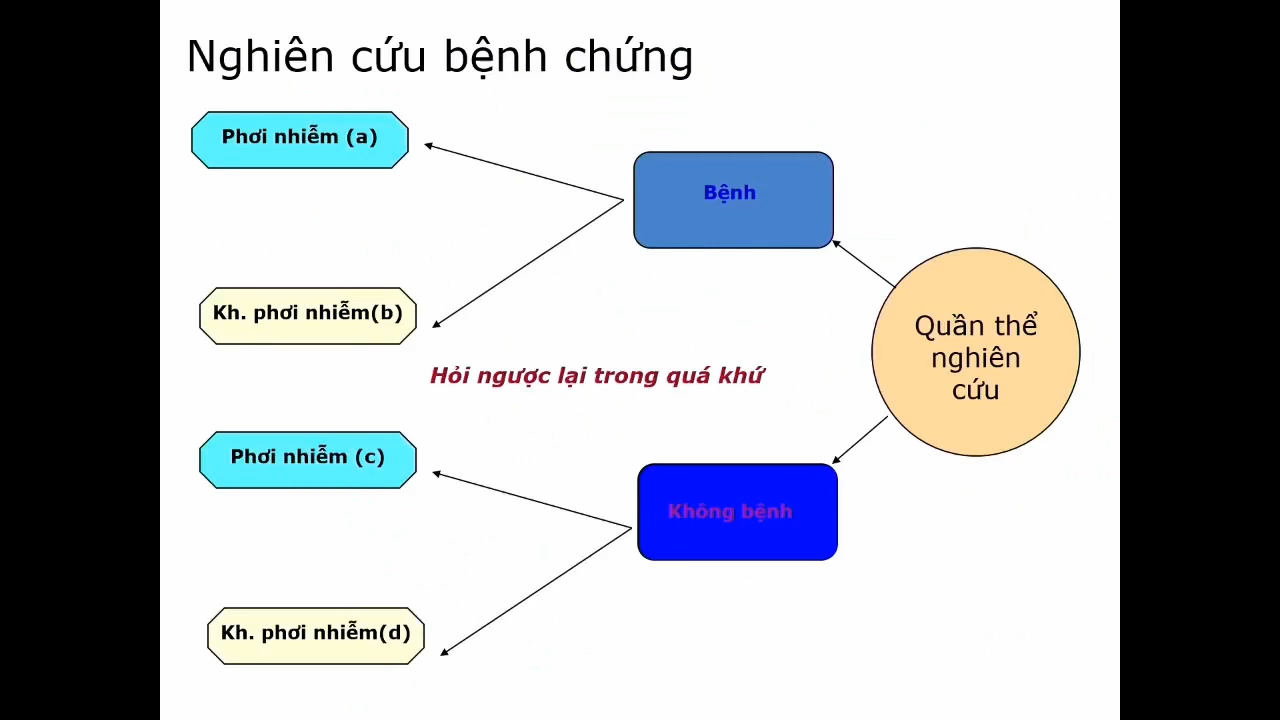 Nghiên cứu bệnh chứng
Phơi nhiễm (a)
Bệnh
Kh. phơi nhiễm(b)
Quần thể
nghiên
cứu
Hỏi ngược lại trong quá khứ
Phơi nhiễm (c)
Không bệnh
Kh. phơi nhiễm(d)